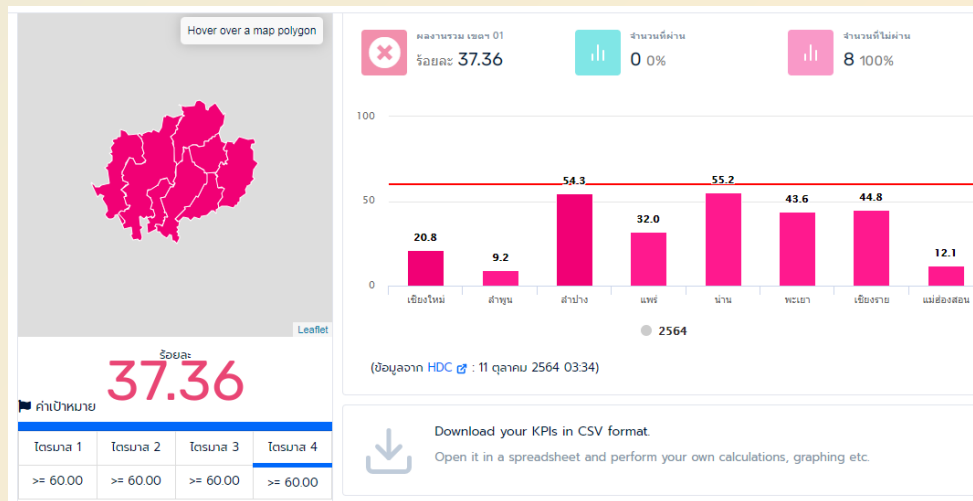 Hover over a map polygon
Leaflet
ร้อยละ
37.36
ค่าเป้าหมาย
ไตรมาส 1 ไตรมาส 2 ไตรมาส 3 ไตรมาส 4
>= 60.00 >= 60.00 >= 60.00 >= 60.00
ผลงานรวม เขตฯ 01
ร้อยละ 37.36
จำนวนที่ผ่าน
0 0%
จำนวนที่ไม่ผ่าน
8 100%
100
50
0
20.8 9.2 54.3 32.0 55.2 43.6 44.8 12.1
เชียงใหม่ ลำพูน ลำปาง แพร่ น่าน พะเยา เชียงราย แม่ฮ่องสอน
2564
(ข้อมูลจาก HDC : 11 ตุลาคม 2564 03:34)
Download your KPIs in CSV format.
Open it in a spreadsheet and perform your own calculations, graphing etc.